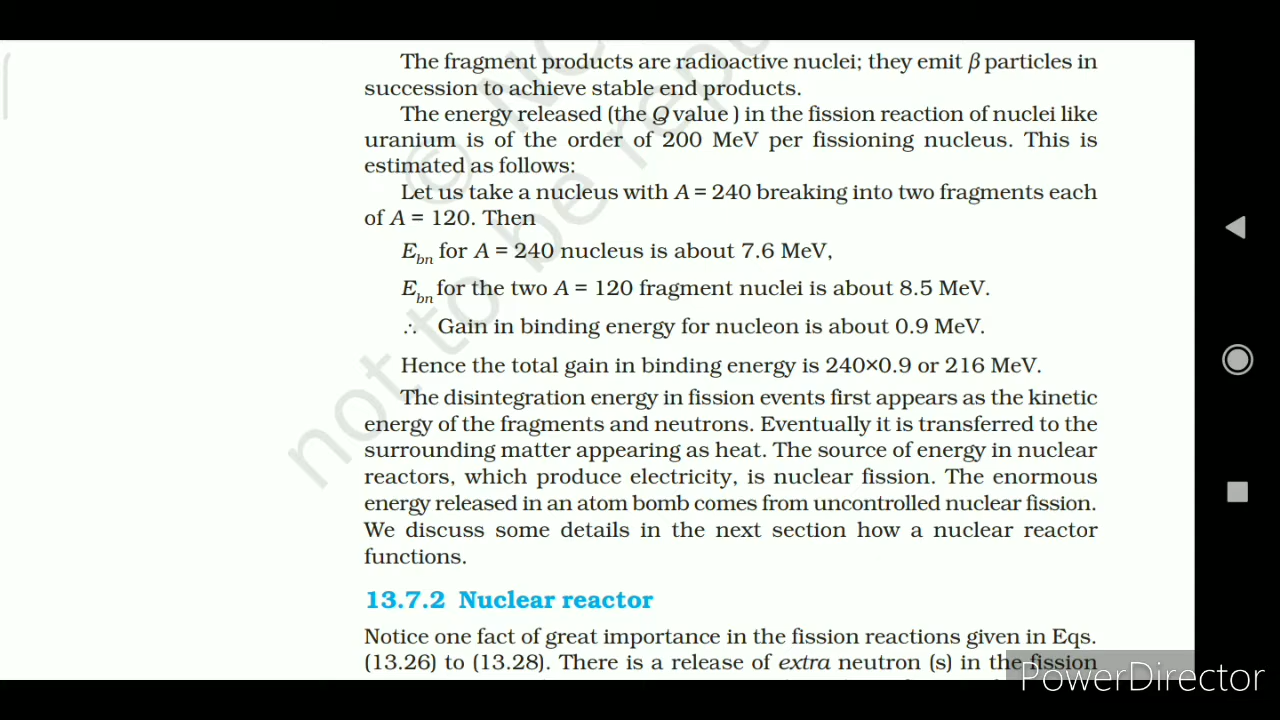 The fragment products are radioactive nuclei; they emit β particles in
succession to achieve stable end products.
The energy released (the Q value ) in the fission reaction of nuclei like
uranium is of the order of 200 MeV per fissioning nucleus. This is
estimated as follows:
Let us take a nucleus with A = 240 breaking into two fragments each
of A = 120. Then
Ebn for A = 240 nucleus is about 7.6 MeV,
Ebn for the two A = 120 fragment nuclei is about 8.5 MeV.
∴ Gain in binding energy for nucleon is about 0.9 MeV.
Hence the total gain in binding energy is 240×0.9 or 216 MeV.
The disintegration energy in fission events first appears as the kinetic
energy of the fragments and neutrons. Eventually it is transferred to the
surrounding matter appearing as heat. The source of energy in nuclear
reactors, which produce electricity, is nuclear fission. The enormous
energy released in an atom bomb comes from uncontrolled nuclear fission.
We discuss some details in the next section how a nuclear reactor
functions.
13.7.2 Nuclear reactor
Notice one fact of great importance in the fission reactions given in Eqs.
(13.26) to (13.28). There is a release of extra neutron (s) in the fission
© NC
not to be repu
PowerDirector